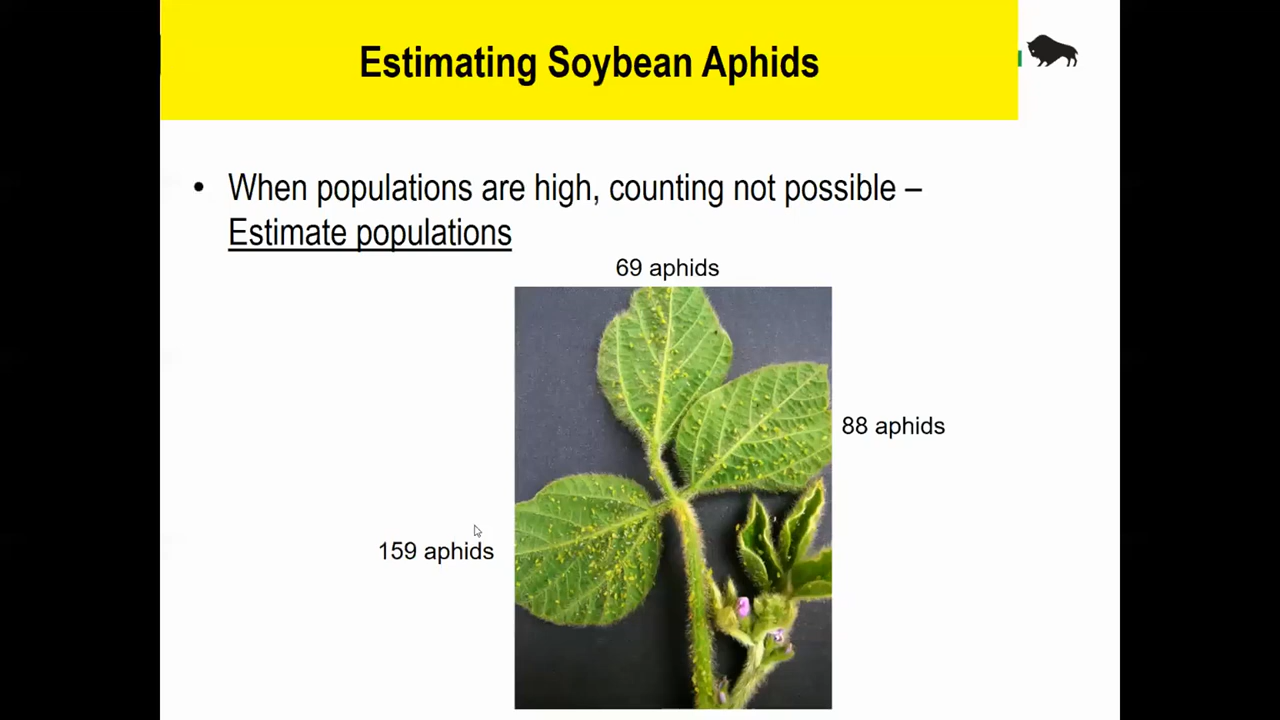 Estimating Soybean Aphids
• When populations are high, counting not possible –
Estimate populations
69 aphids
88 aphids
159 aphids